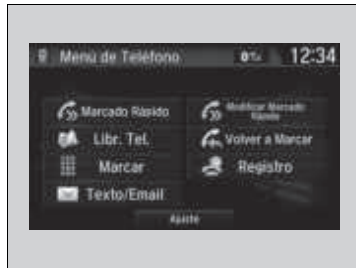 Menú de Teléfono 12:34
Marcado Rápido
Modificar Marcado
Rápido
Libr. Tel.
Volver a Marcar
Marcar
Registro
Texto/Email
Ajuste